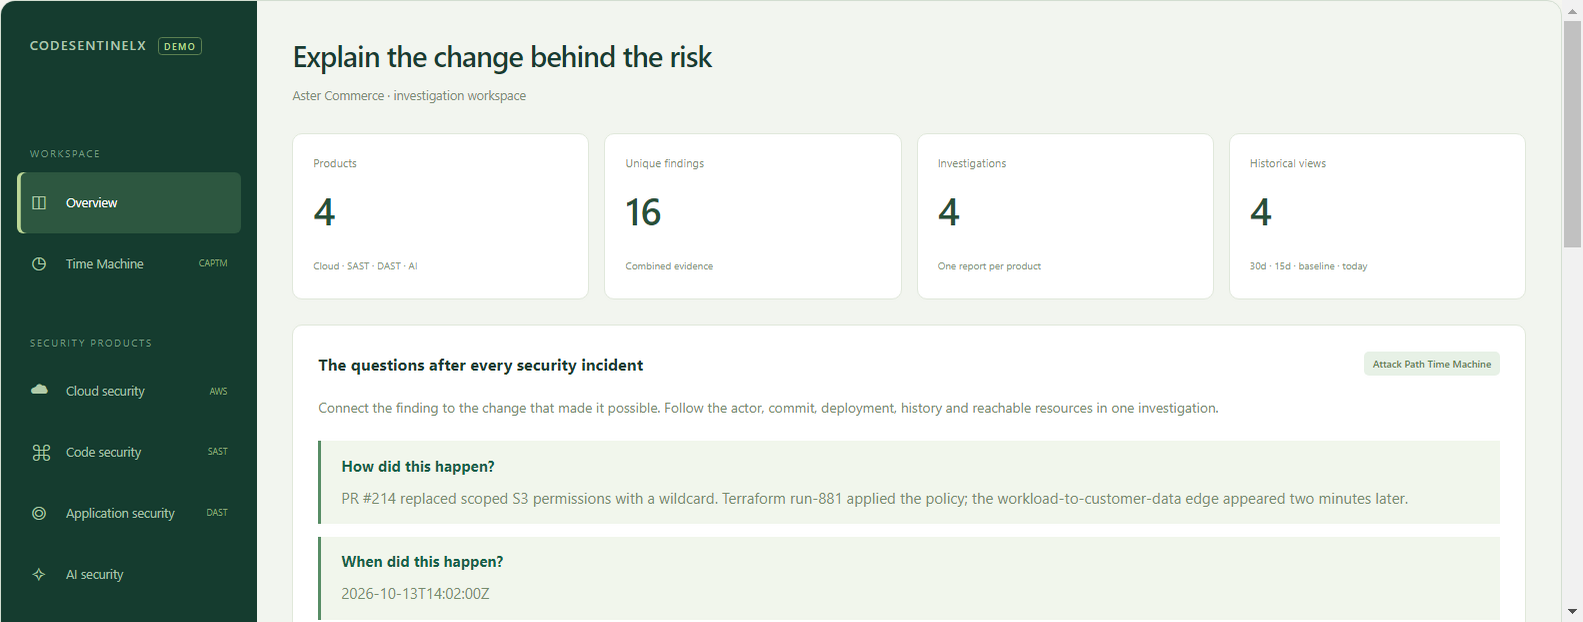 CODESENTINELX DEMO
WORKSPACE
Overview
Time Machine CAPTM
SECURITY PRODUCTS
Cloud security AWS
Code security SAST
Application security DAST
AI security
Explain the change behind the risk
Aster Commerce · investigation workspace
Products
4
Cloud · SAST · DAST · AI
Unique findings
16
Combined evidence
Investigations
4
One report per product
Historical views
4
30d · 15d · baseline · today
The questions after every security incident
Attack Path Time Machine
Connect the finding to the change that made it possible. Follow the actor, commit, deployment, history and reachable resources in one investigation.
How did this happen?
PR #214 replaced scoped S3 permissions with a wildcard. Terraform run-881 applied the policy; the workload-to-customer-data edge appeared two minutes later.
When did this happen?
2026-10-13T14:02:00Z